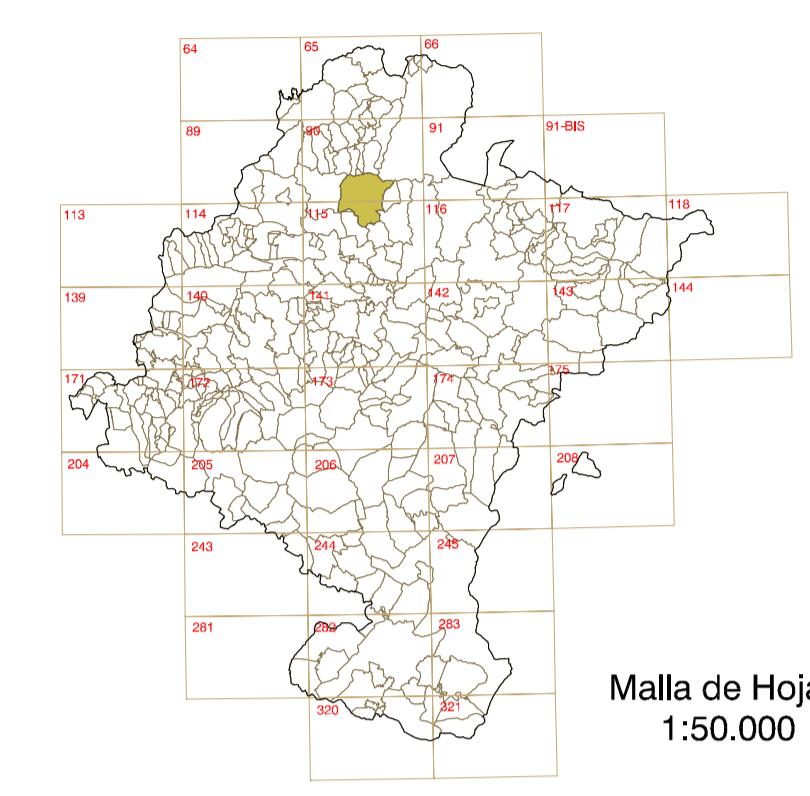 64 65 66
89 90 91 91-BIS
113 114 115 116 117 118
139 140 141 142 143 144
171 172 173 174 175
204 205 206 207 208
243 244 245
281 282 283
320 321
Malla de Hoja
1:50.000